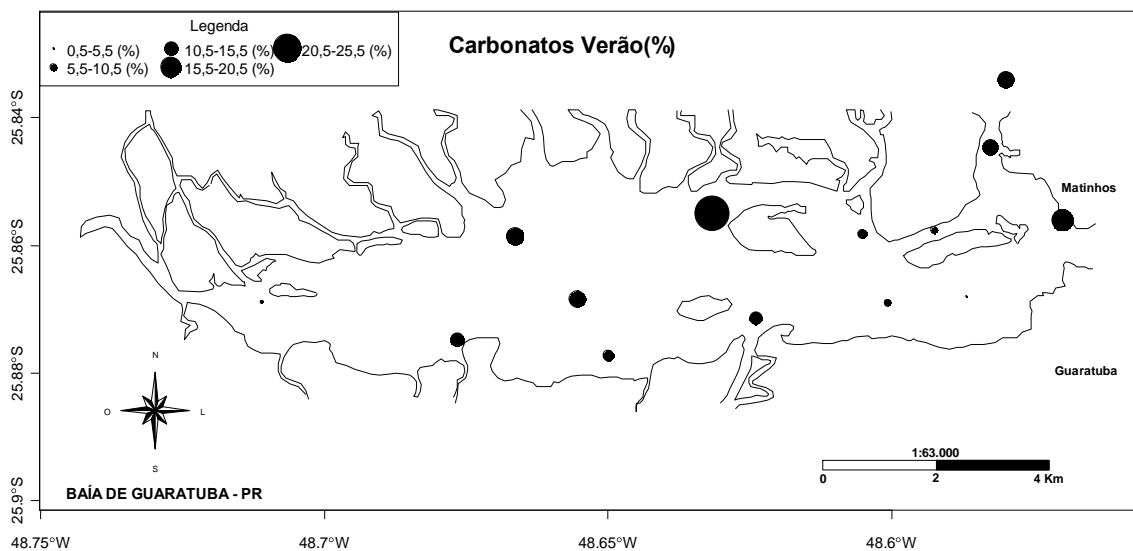 Legenda
0,5-5,5 (%)
10,5-15,5 (%)
20,5-25,5 (%)
5,5-10,5 (%)
15,5-20,5 (%)
Carbonatos Verão(%)
25.84°S
25.86°S
25.88°S
25.9°S
Matinhos
Guaratuba
N
O
L
S
1:63.000
0
2
4 Km
BAÍA DE GUARATUBA - PR
48.75°W
48.7°W
48.65°W
48.6°W